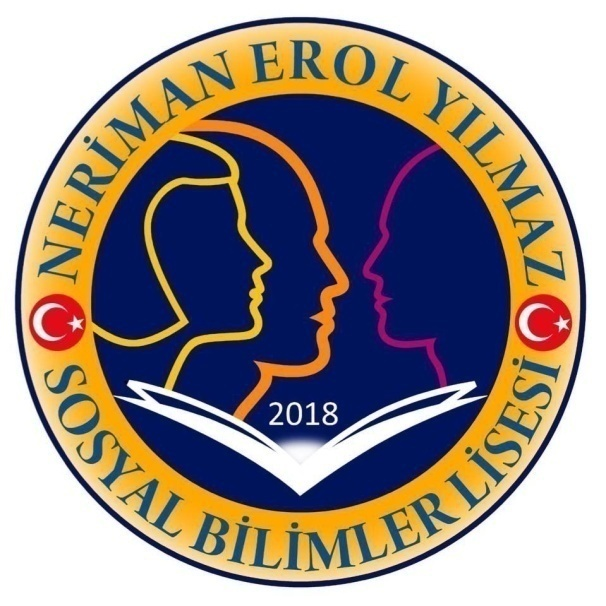 NERİMAN EROL YILMAZ
2018
SOSYAL BİLİMLER LİSESİ